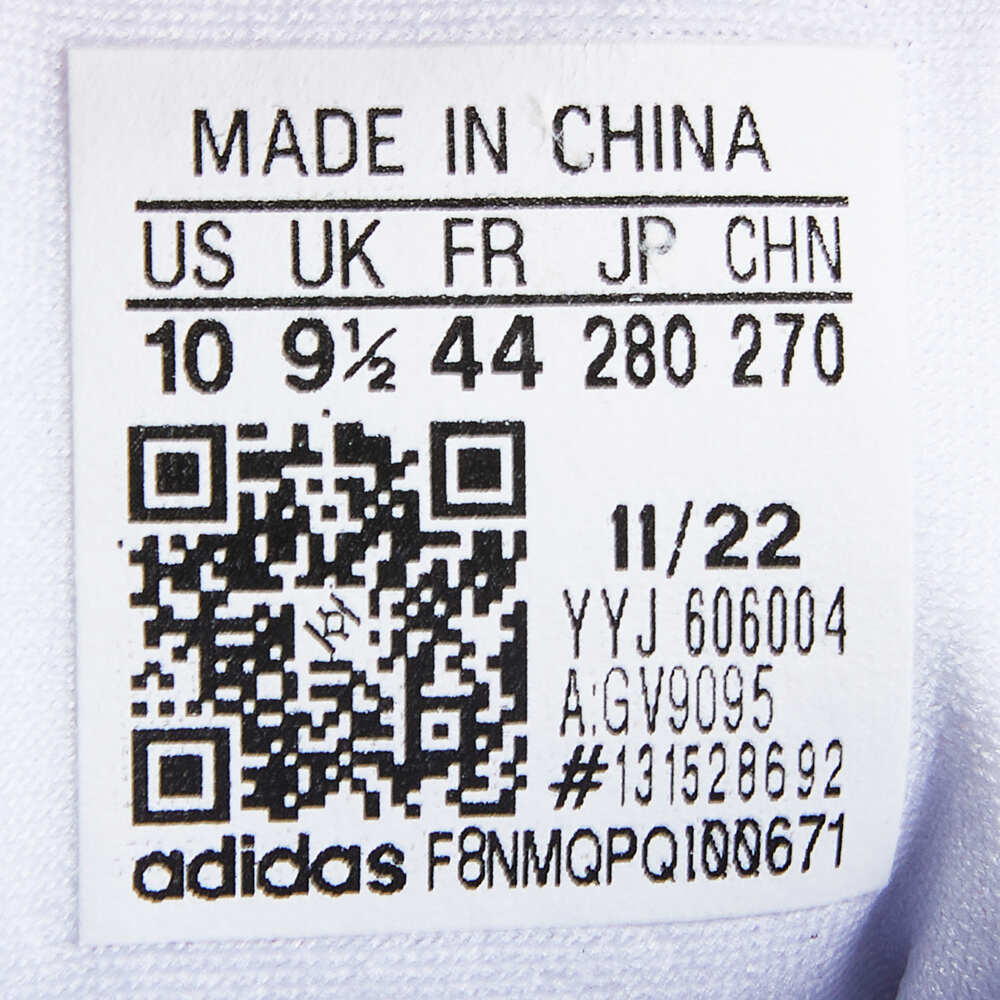 MADE IN CHINA
US UK FR JP CHN
10 9½ 44 280 270
11/22
YYJ 606004
A:GV9095
#131528692
adidas F8NMQPQI00671